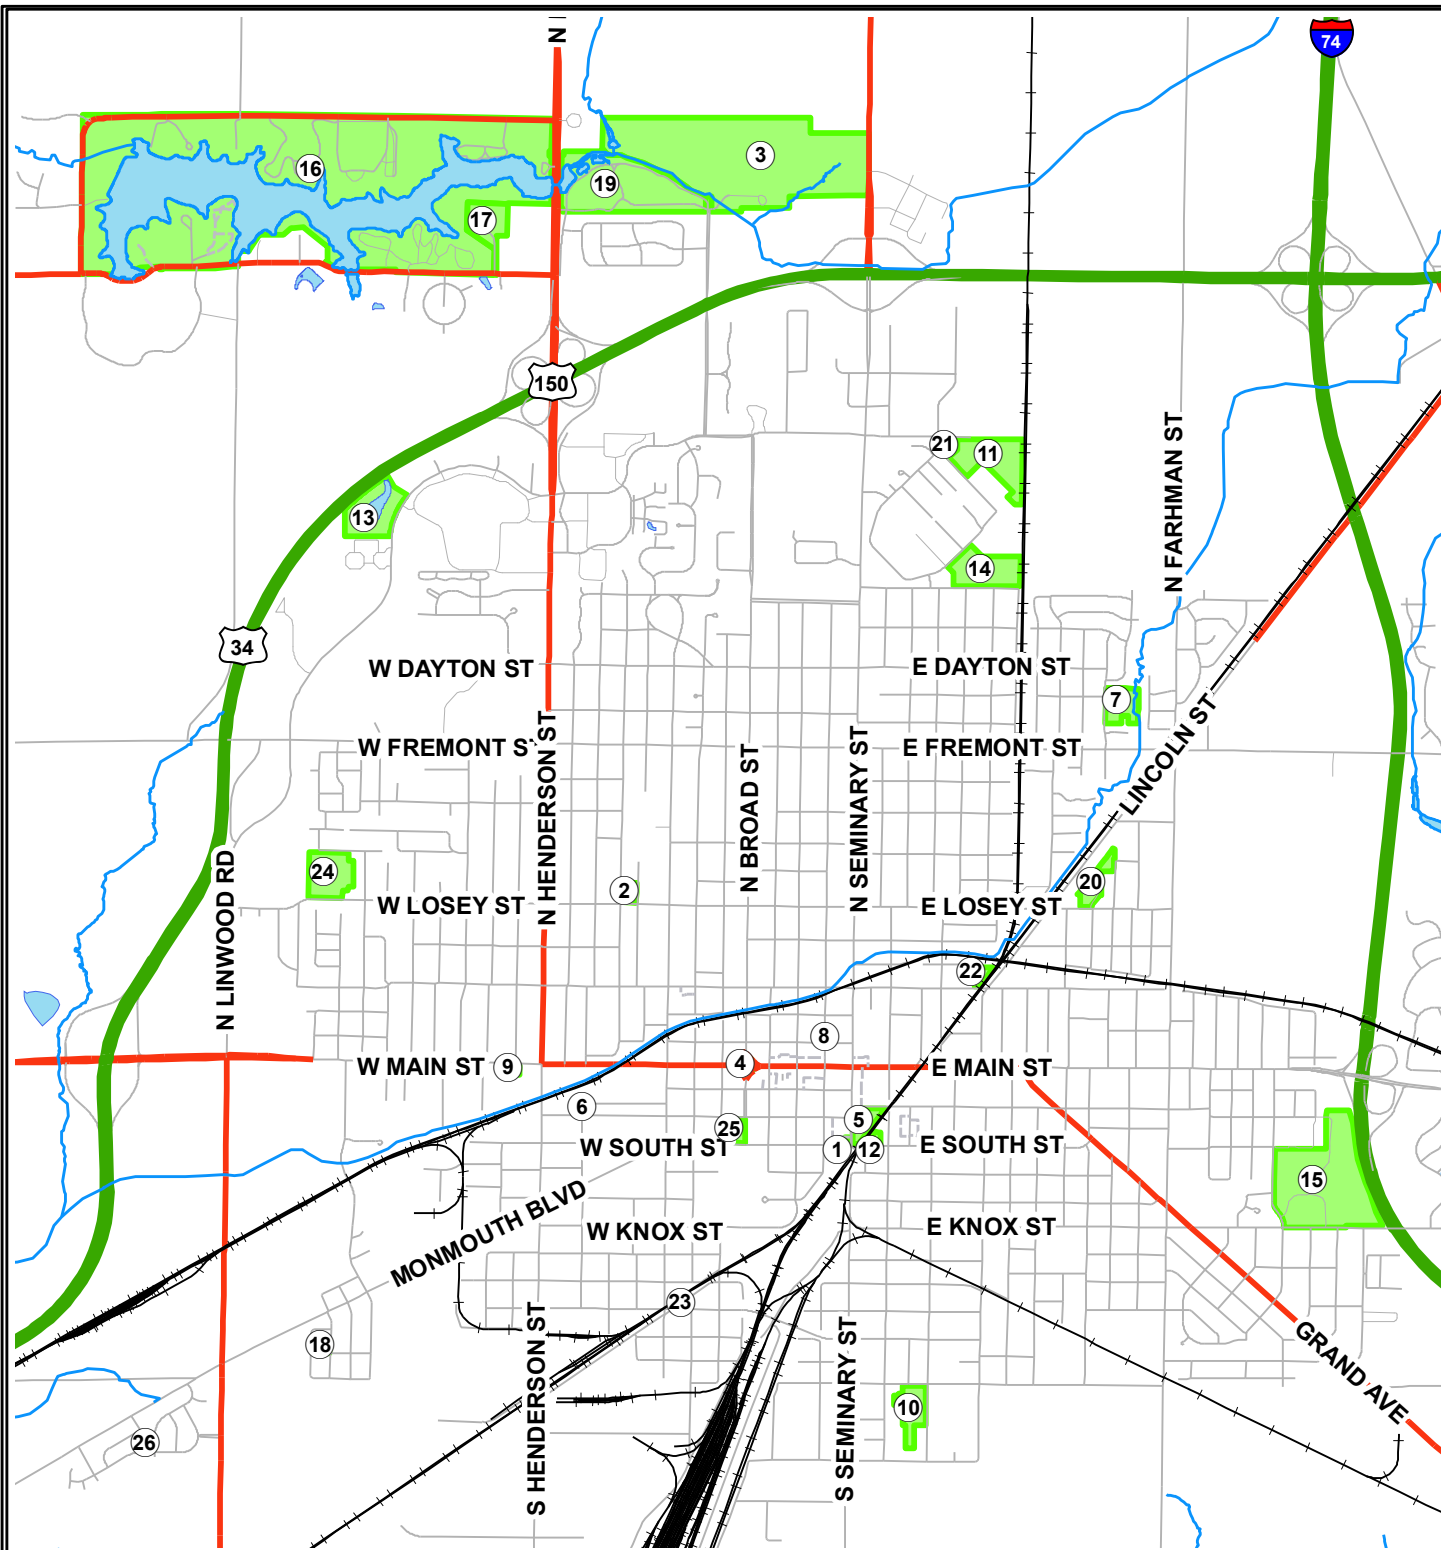 N
74
3
16
19
17
150
21
11
13
14
N FARHMAN ST
34
W DAYTON ST
E DAYTON ST
7
W FREMONT ST
E FREMONT ST
LINCOLN ST
N HENDERSON ST
N BROAD ST
N SEMINARY ST
24
2
20
W LOSEY ST
E LOSEY ST
N LINWOOD RD
22
8
W MAIN ST
9
4
E MAIN ST
6
5
25
W SOUTH ST
1
12
E SOUTH ST
15
MONMOUTH BLVD
W KNOX ST
E KNOX ST
23
18
S HENDERSON ST
S SEMINARY ST
GRAND AVE
10
26